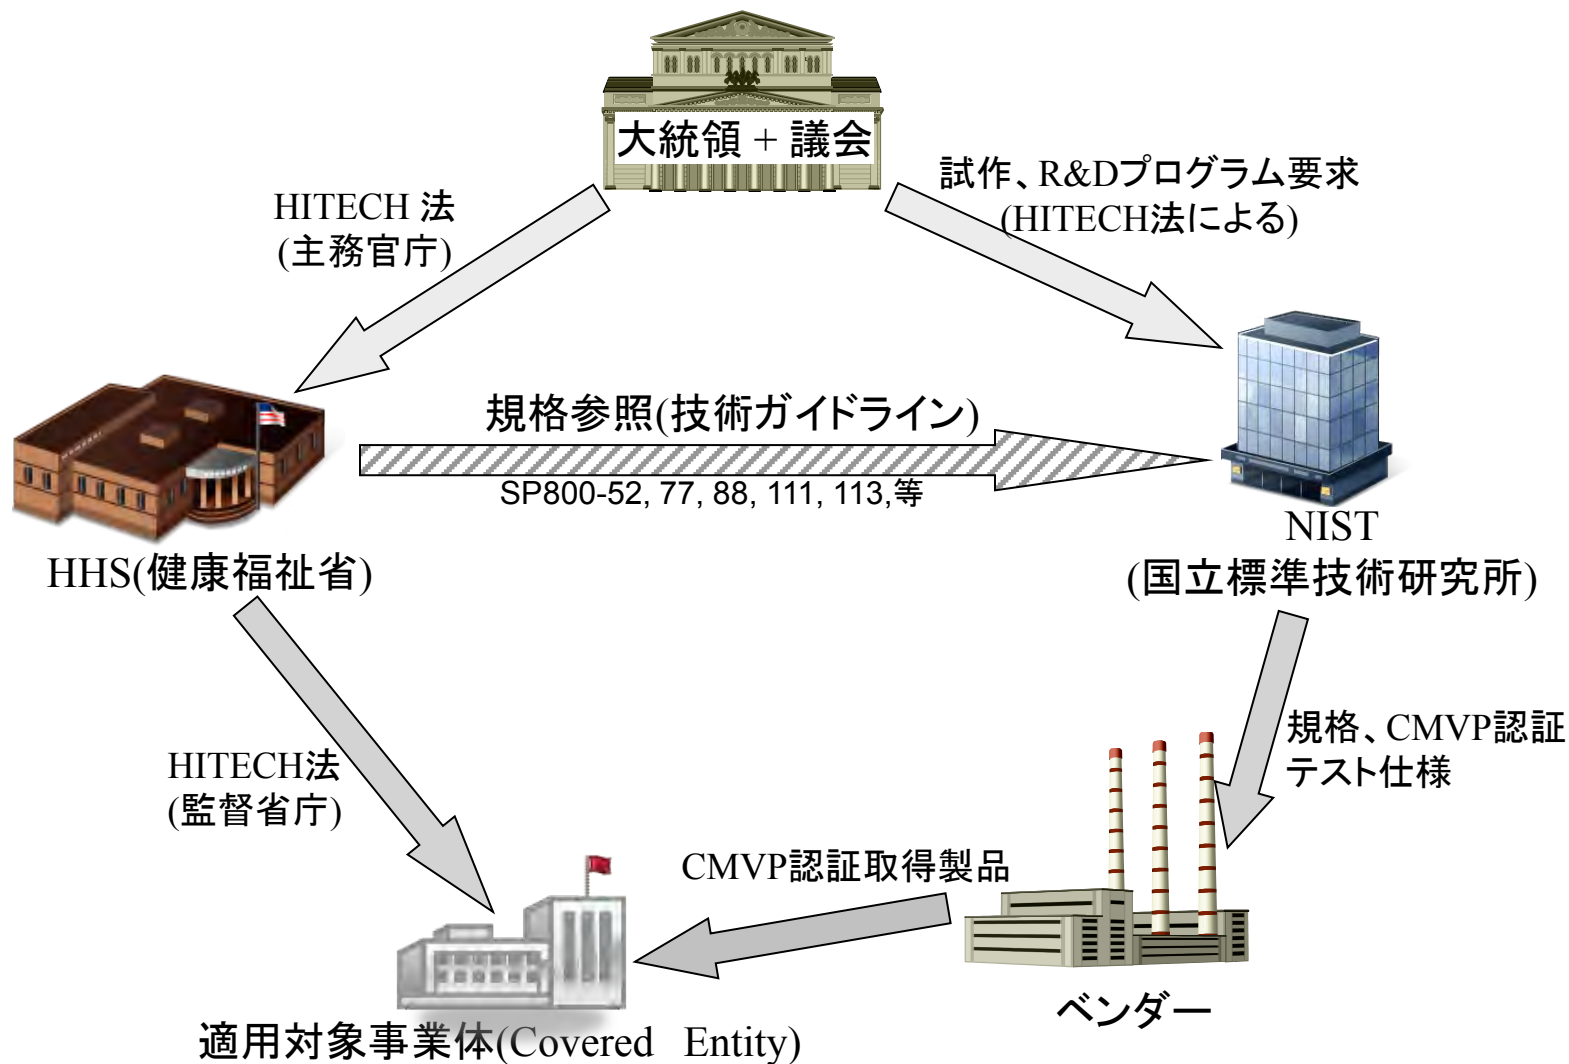 大統領 + 議会
HITECH 法
(主務官庁)
試作、R&Dプログラム要求
(HITECH法による)
規格参照(技術ガイドライン)
SP800-52, 77, 88, 111, 113,等
HHS(健康福祉省)
NIST
(国立標準技術研究所)
HITECH法
(監督省庁)
規格、CMVP認証
テスト仕様
CMVP認証取得製品
ベンダー
適用対象事業体(Covered Entity)